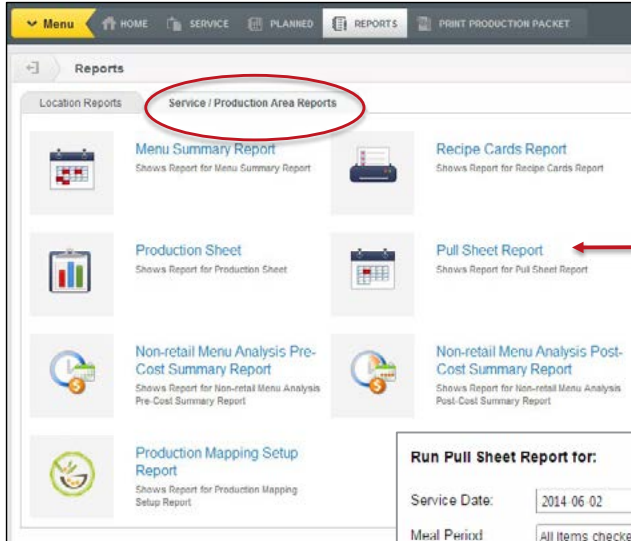 Menu
HOME
SERVICE
PLANNED
REPORTS
PRINT PRODUCTION PACKET
Reports
Location Reports
Service / Production Area Reports
Menu Summary Report
Shows Report for Menu Summary Report
Recipe Cards Report
Shows Report for Recipe Cards Report
Production Sheet
Shows Report for Production Sheet
Pull Sheet Report
Shows Report for Pull Sheet Report
Non-retail Menu Analysis Pre-
Cost Summary Report
Shows Report for Non-retail Menu Analysis
Pre-Cost Summary Report
Non-retail Menu Analysis Post-
Cost Summary Report
Shows Report for Non-retail Menu Analysis
Post-Cost Summary Report
Production Mapping Setup
Report
Shows Report for Production Mapping
Setup Report
Run Pull Sheet Report for:
Service Date: 2014-06-02
Meal Period All items checke